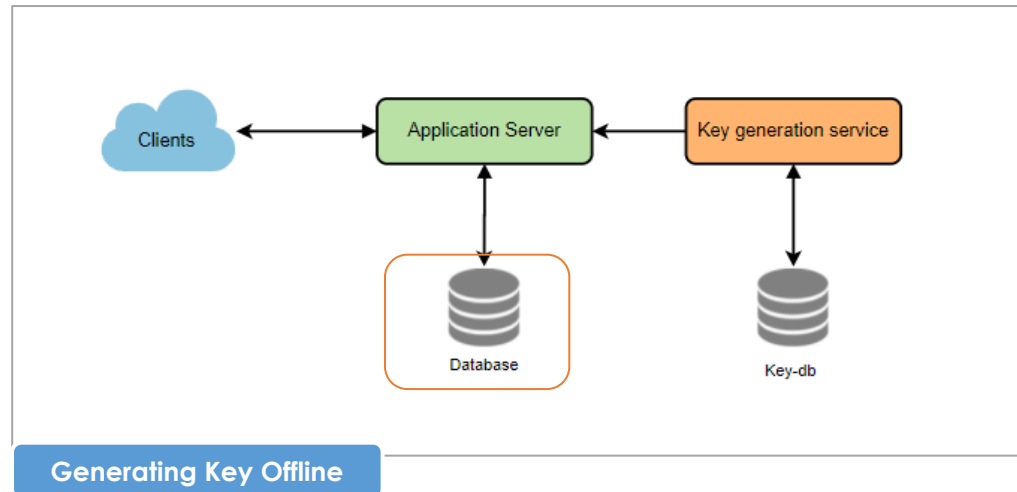 Clients
Application Server
Key generation service
Database
Key-db
Generating Key Offline